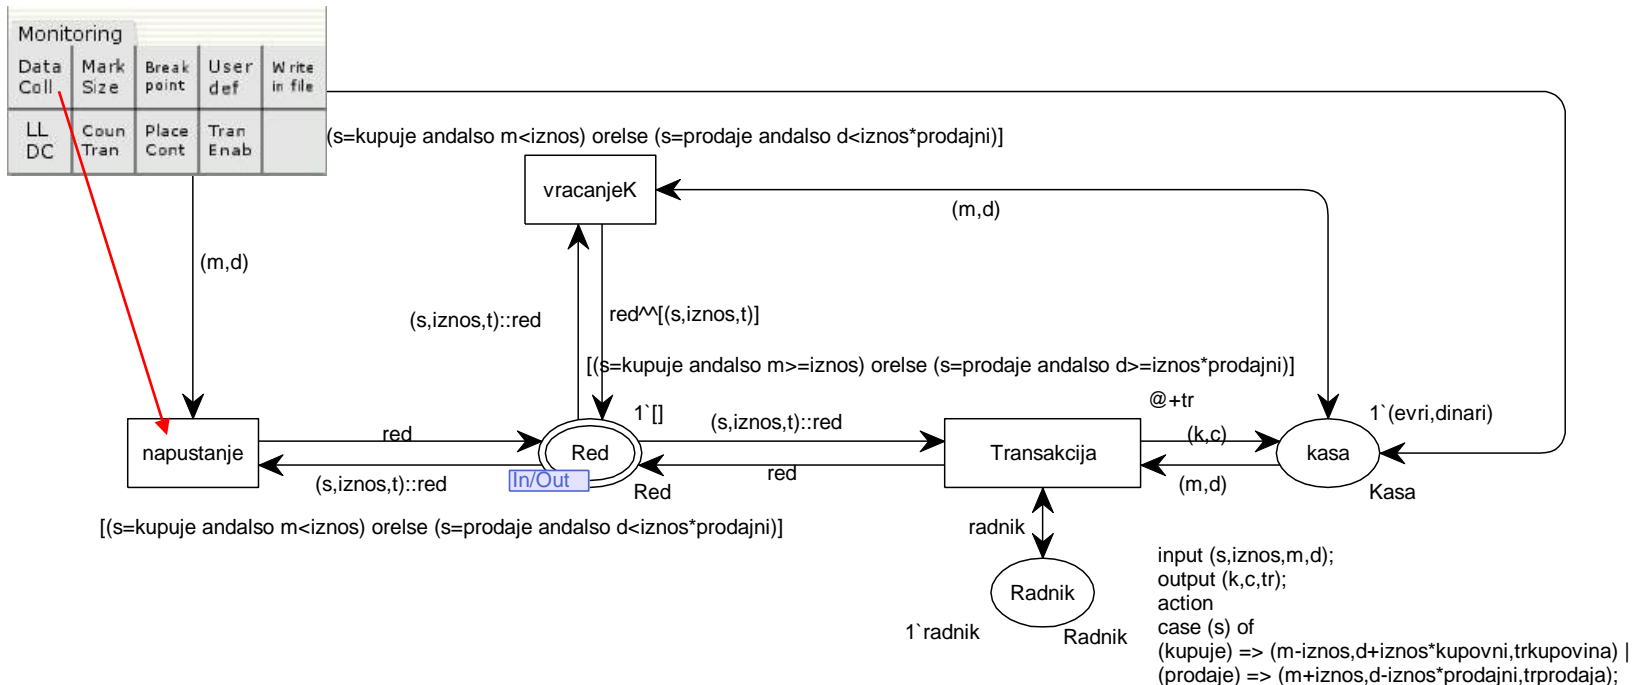 Monitoring
Data Coll
Mark Size
Break point
User def
Write in file
LL DC
Coun Tran
Place Cont
Tran Enab
(s=kupuje andalso m<iznos) orelse (s=prodaje andalso d<iznos*prodajni)]
vracanjeK
(m,d)
(m,d)
(s,iznos,t)::red
red^^[(s,iznos,t)]
[(s=kupuje andalso m>=iznos) orelse (s=prodaje andalso d>=iznos*prodajni)]
@+tr
1`[]
(s,iznos,t)::red
1`(evri,dinari)
red
(k,c)
napustanje
Red
Transakcija
kasa
red
(s,iznos,t)::red
In/Out
Red
(m,d)
Kasa
[(s=kupuje andalso m<iznos) orelse (s=prodaje andalso d<iznos*prodajni)]
radnik
Radnik
1`radnik
Radnik
input (s,iznos,m,d);
output (k,c,tr);
action
case (s) of
(kupuje) => (m-iznos,d+iznos*kupovni,trkupovina) |
(prodaje) => (m+iznos,d-iznos*prodajni,trprodaja);